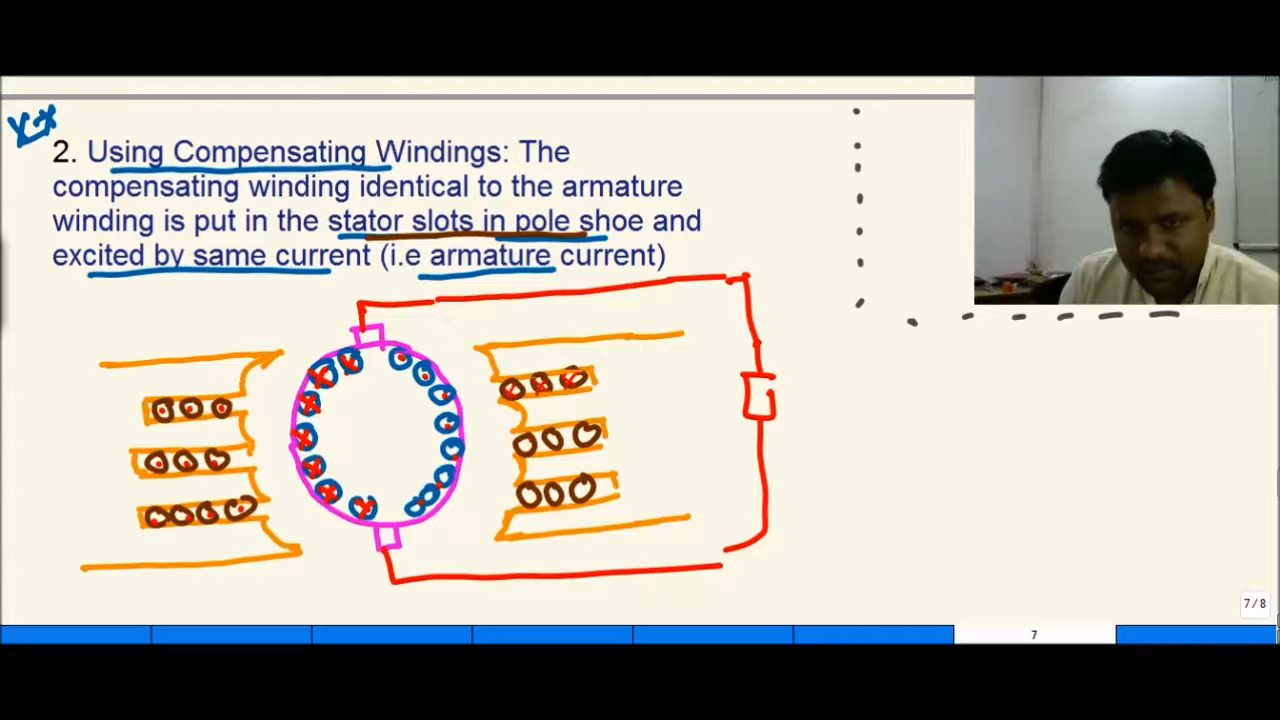 2. Using Compensating Windings: The
compensating winding identical to the armature
winding is put in the stator slots in pole shoe and
excited by same current (i.e armature current)
7/8
7